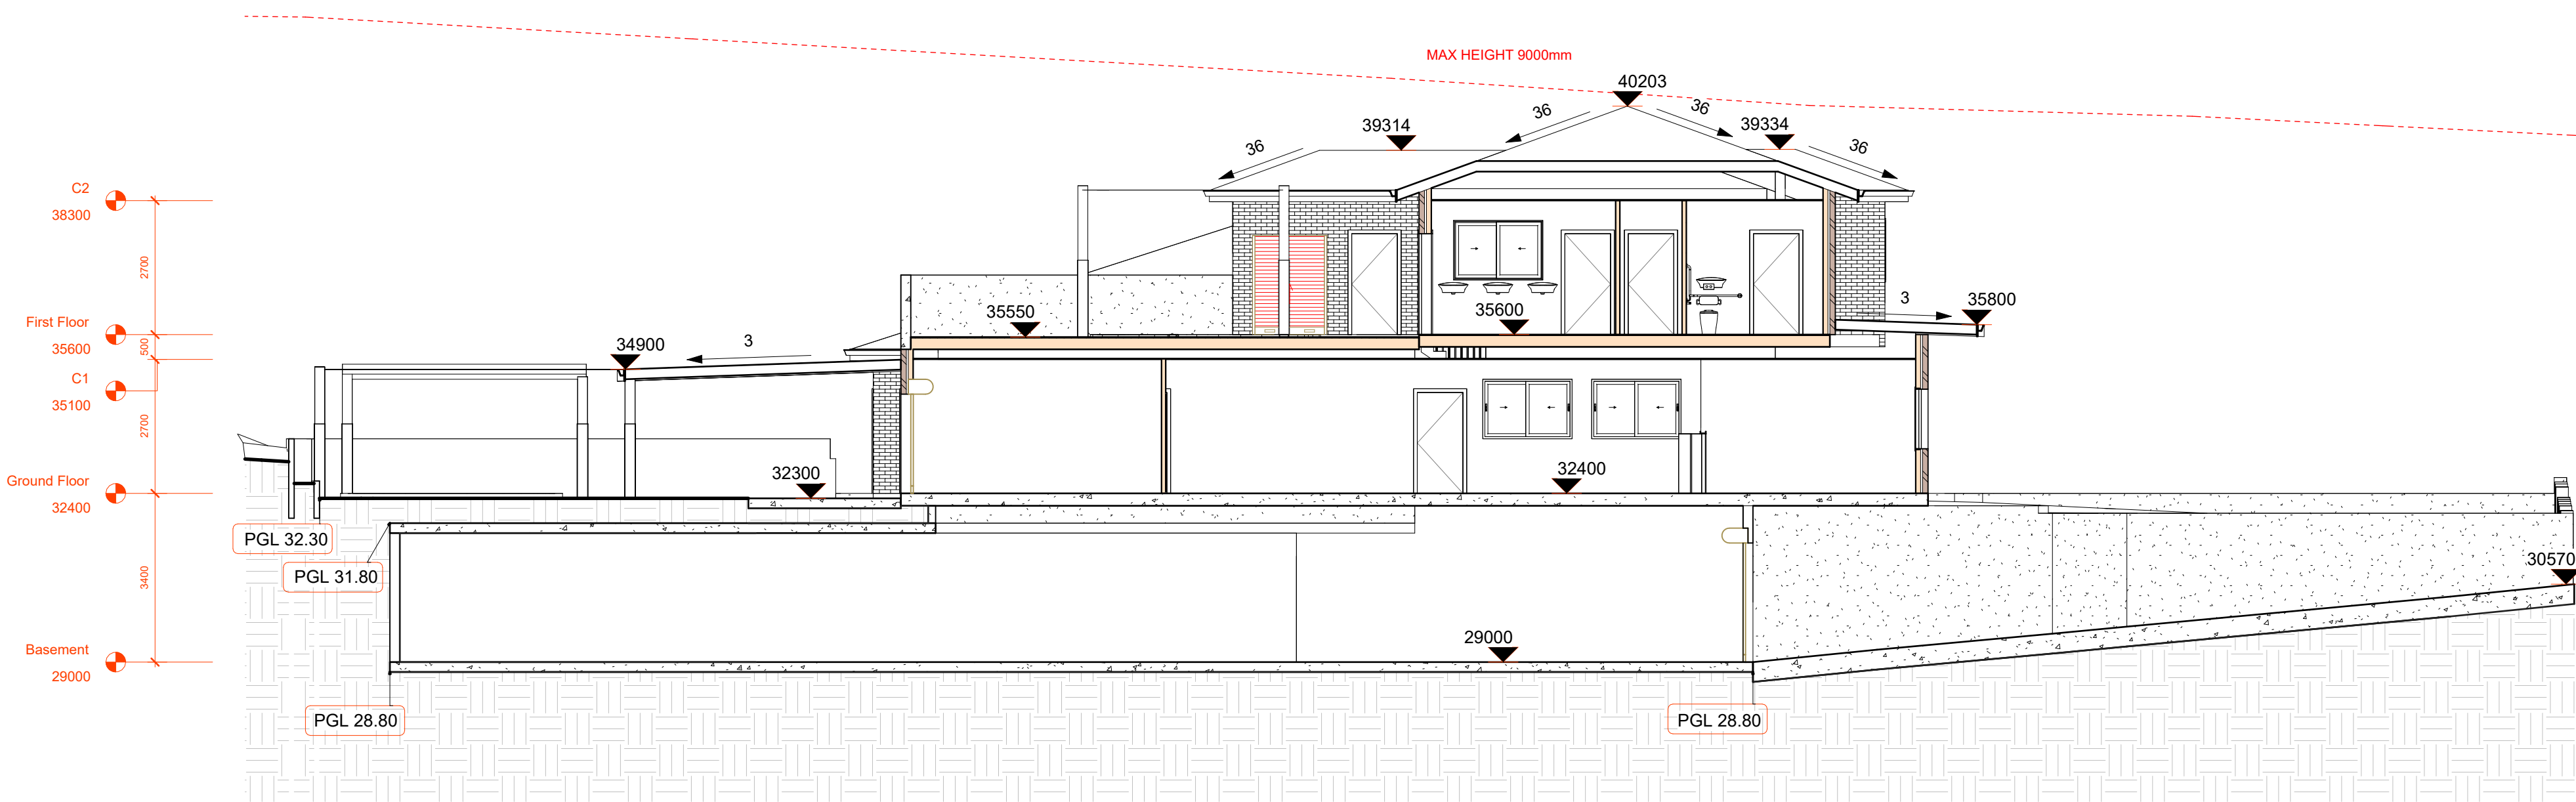 MAX HEIGHT 9000mm
40203
36
36
39314
39334
36
36
C2
38300
2700
35550
35600
3
35800
First Floor
35600
500
34900
3
C1
35100
2700
32300
32400
Ground Floor
32400
PGL 32.30
PGL 31.80
30570
3400
29000
Basement
29000
PGL 28.80
PGL 28.80